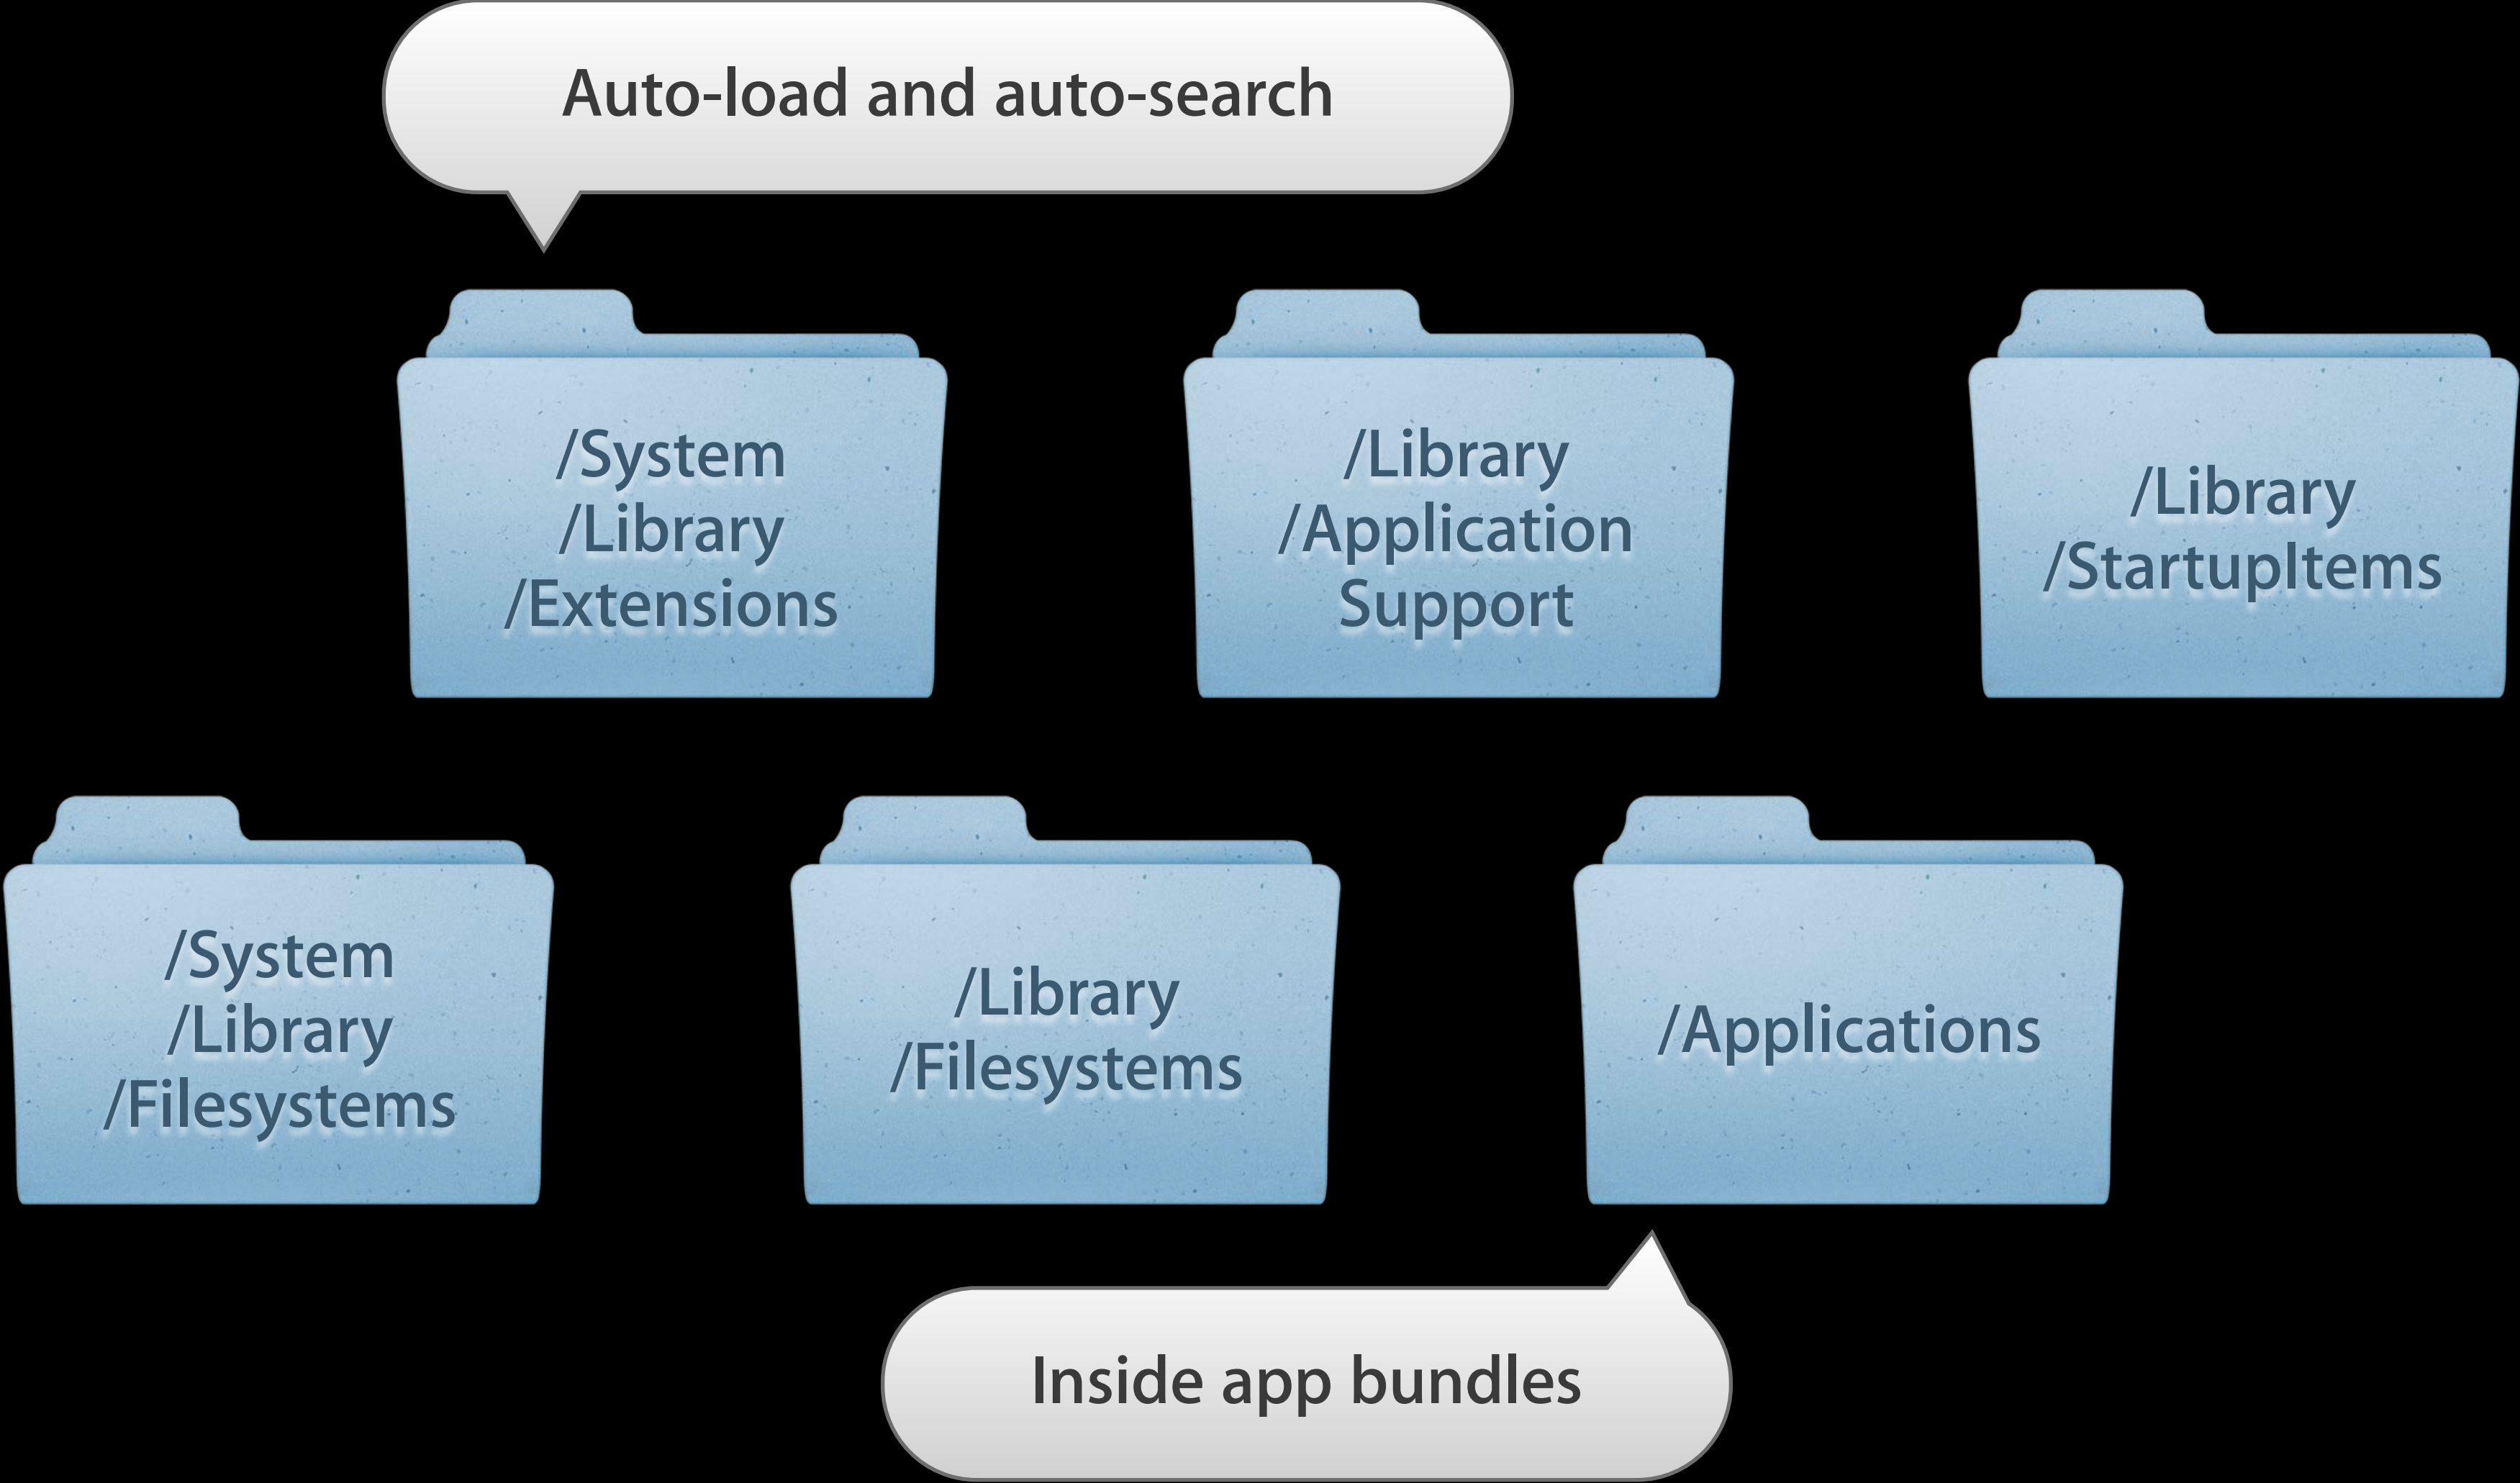 Auto-load and auto-search
/System
/Library
/Extensions
/Library
/Application
Support
/Library
/StartupItems
/System
/Library
/Filesystems
/Library
/Filesystems
/Applications
Inside app bundles